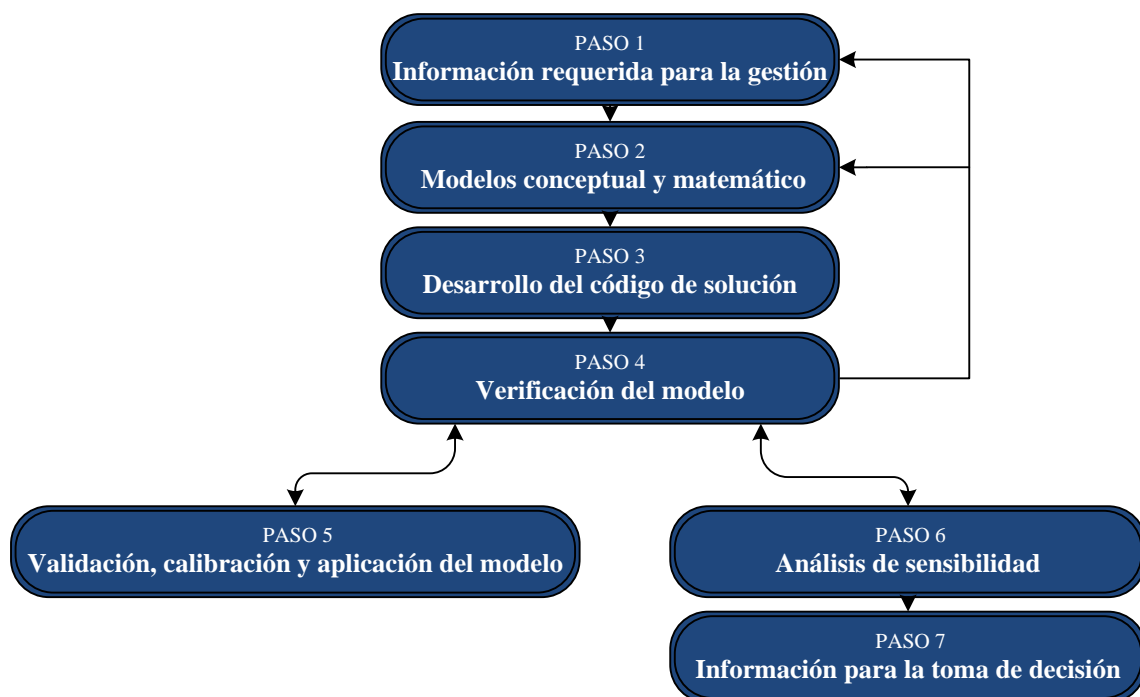 PASO 1
Información requerida para la gestión
PASO 2
Modelos conceptual y matemático
PASO 3
Desarrollo del código de solución
PASO 4
Verificación del modelo
PASO 5
Validación, calibración y aplicación del modelo
PASO 6
Análisis de sensibilidad
PASO 7
Información para la toma de decisión